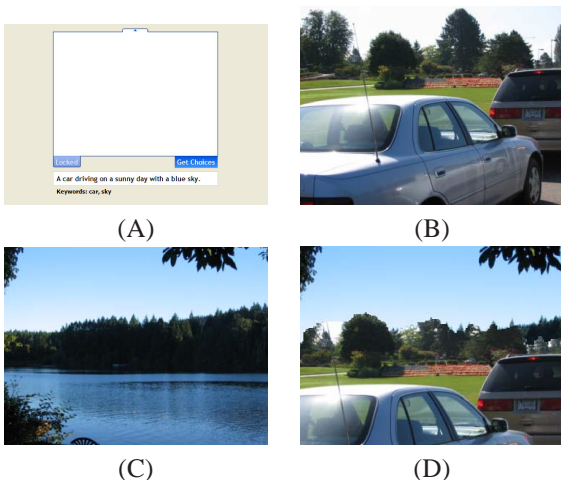 Locked
Get Choices
A car driving on a sunny day with a blue sky.
Keywords: car, sky
(A)
(B)
(C)
(D)